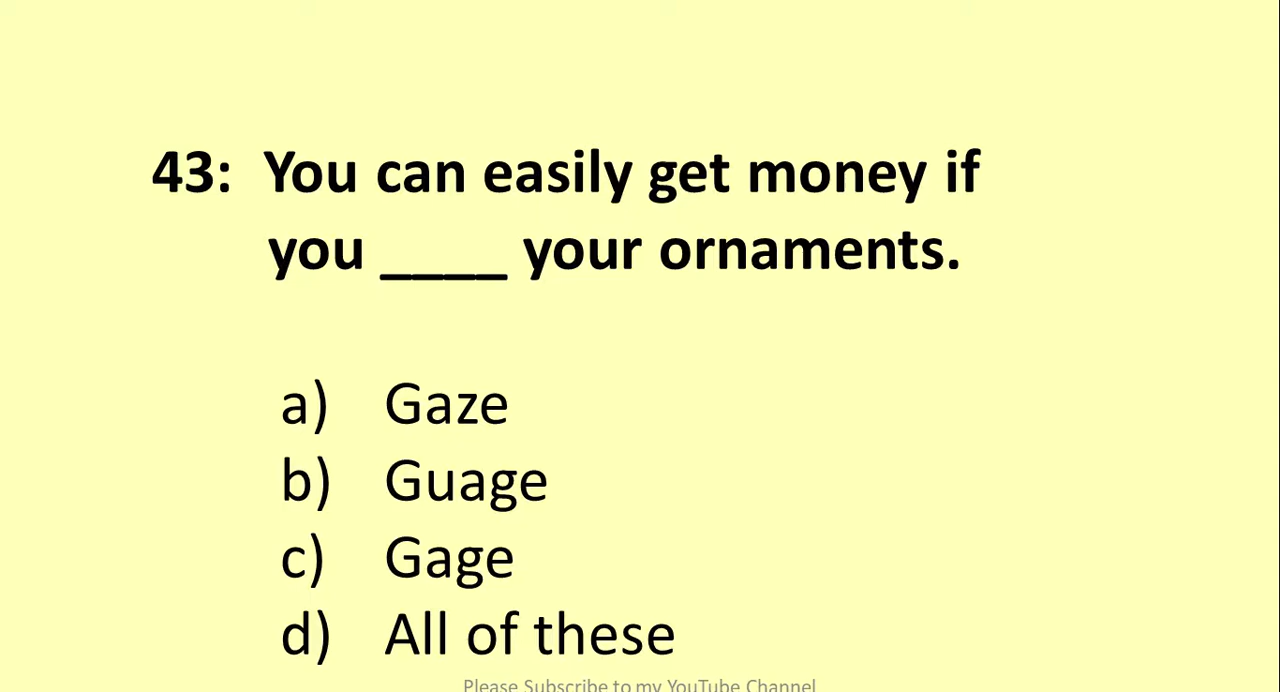 43: You can easily get money if
you ____ your ornaments.
a) Gaze
b) Guage
c) Gage
d) All of these
Please Subscribe to my YouTube Channel